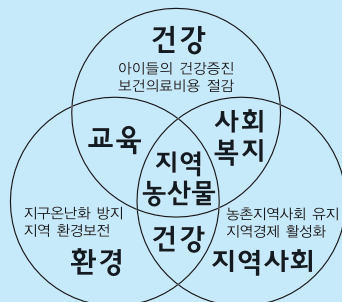 건강
아이들의 건강증진
보건의료비용 절감
교육
사회
복지
지역
농산물
지구온난화 방지
지역 환경보전
환경
건강
농촌지역사회 유지
지역경제 활성화
지역사회